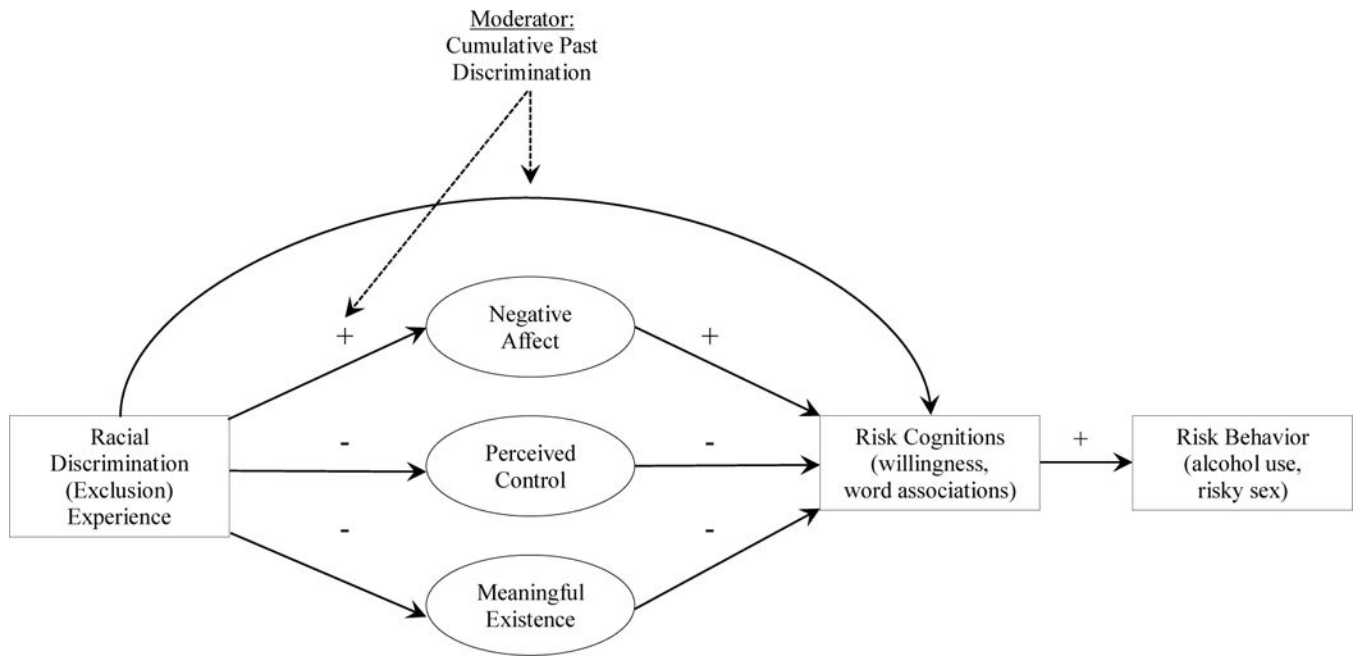 Moderator:
Cumulative Past
Discrimination
+
Negative
Affect
+
Racial
Discrimination
(Exclusion)
Experience
-
Perceived
Control
-
Risk Cognitions
(willingness,
word associations)
+
Risk Behavior
(alcohol use,
risky sex)
-
Meaningful
Existence
-